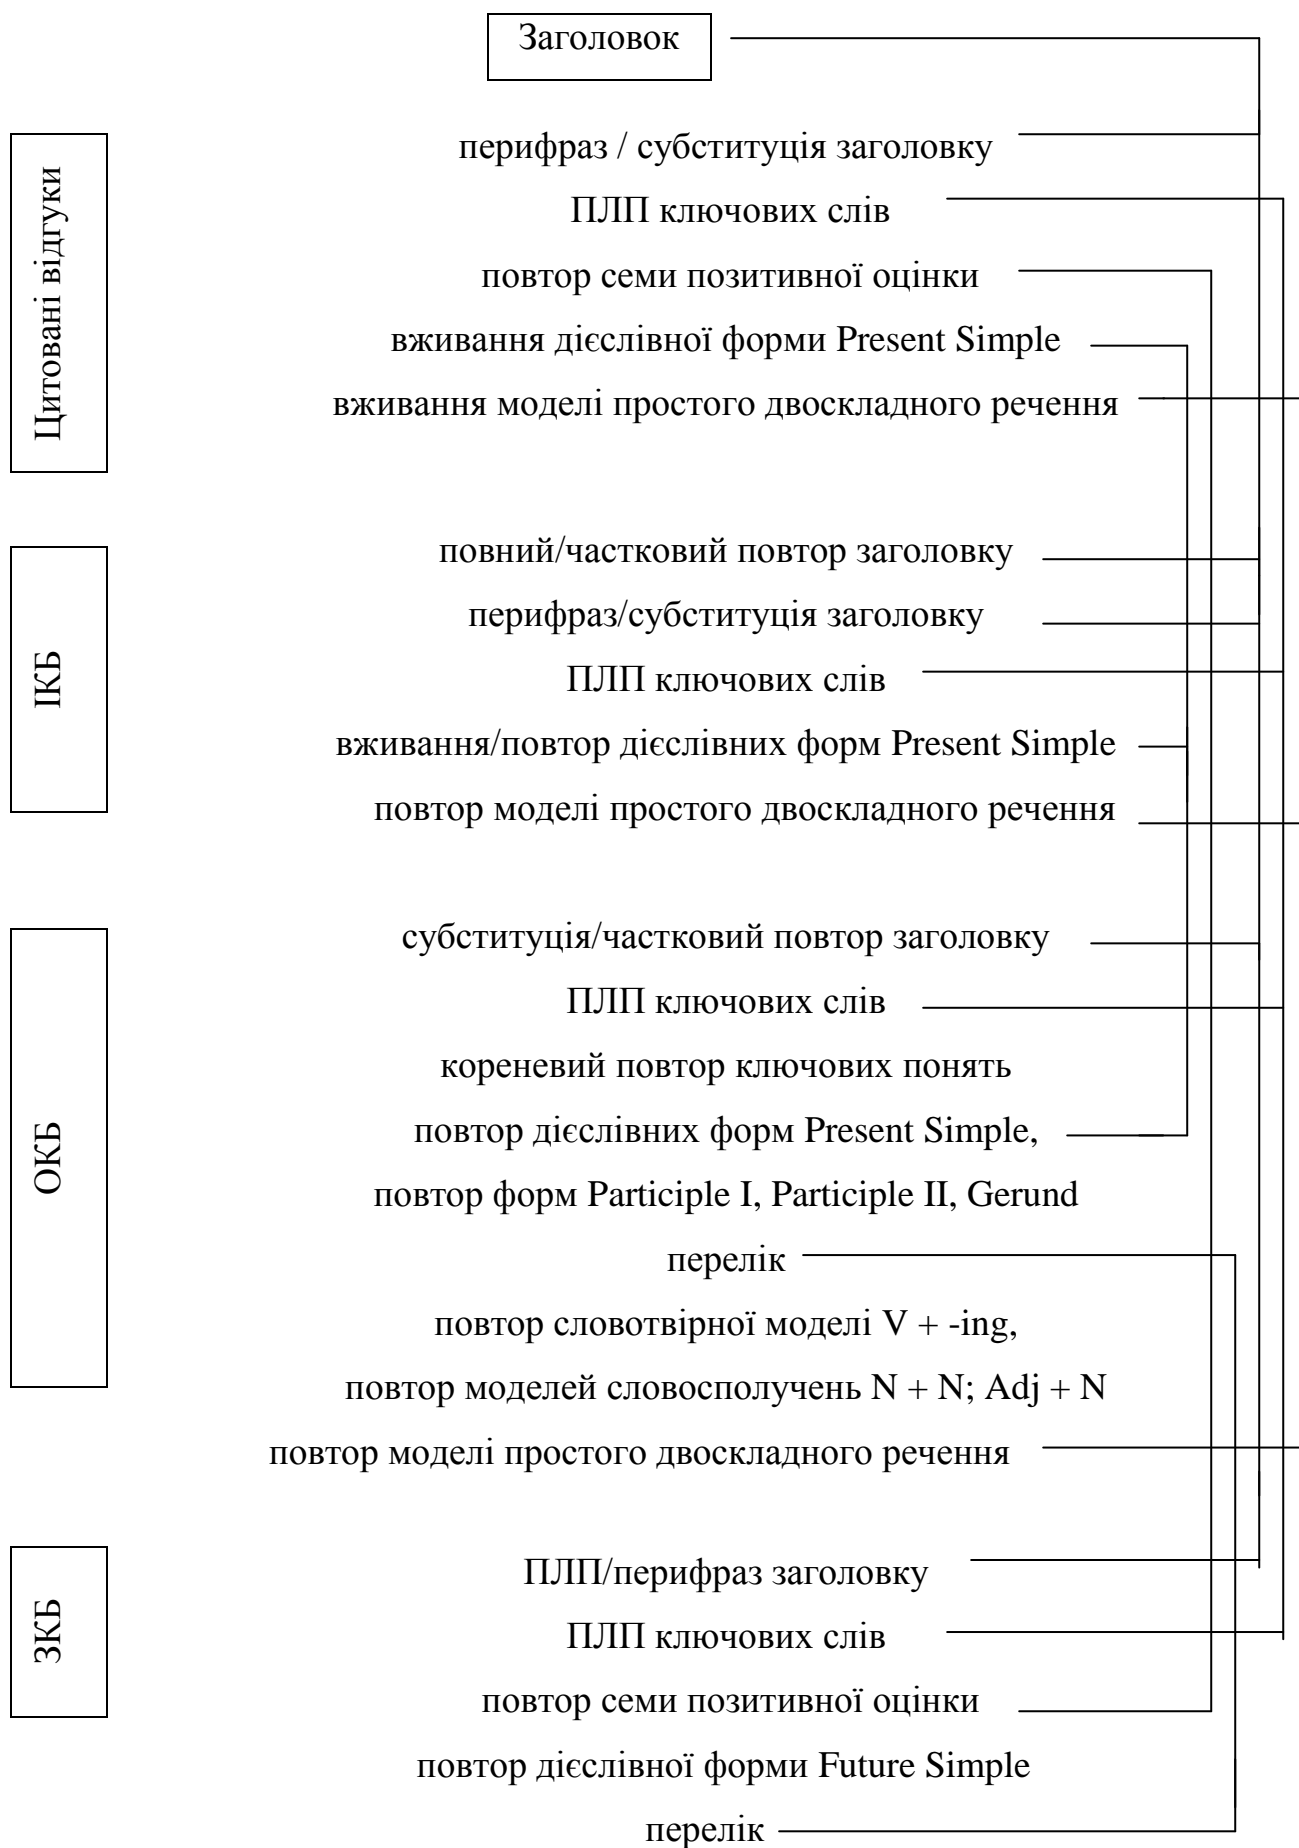 Заголовок
Цитовані відгуки
перифраз / субституція заголовку
ПЛП ключових слів
повтор семи позитивної оцінки
вживання дієслівної форми Present Simple
вживання моделі простого двоскладного речення
ІКБ
повний/частковий повтор заголовку
перифраз/субституція заголовку
ПЛП ключових слів
вживання/повтор дієслівних форм Present Simple
повтор моделі простого двоскладного речення
ОКБ
субституція/частковий повтор заголовку
ПЛП ключових слів
кореневий повтор ключових понять
повтор дієслівних форм Present Simple,
повтор форм Participle I, Participle II, Gerund
перелік
повтор словотвірної моделі V + -ing,
повтор моделей словосполучень N + N; Adj + N
повтор моделі простого двоскладного речення
ЗКБ
ПЛП/перифраз заголовку
ПЛП ключових слів
повтор семи позитивної оцінки
повтор дієслівної форми Future Simple
перелік